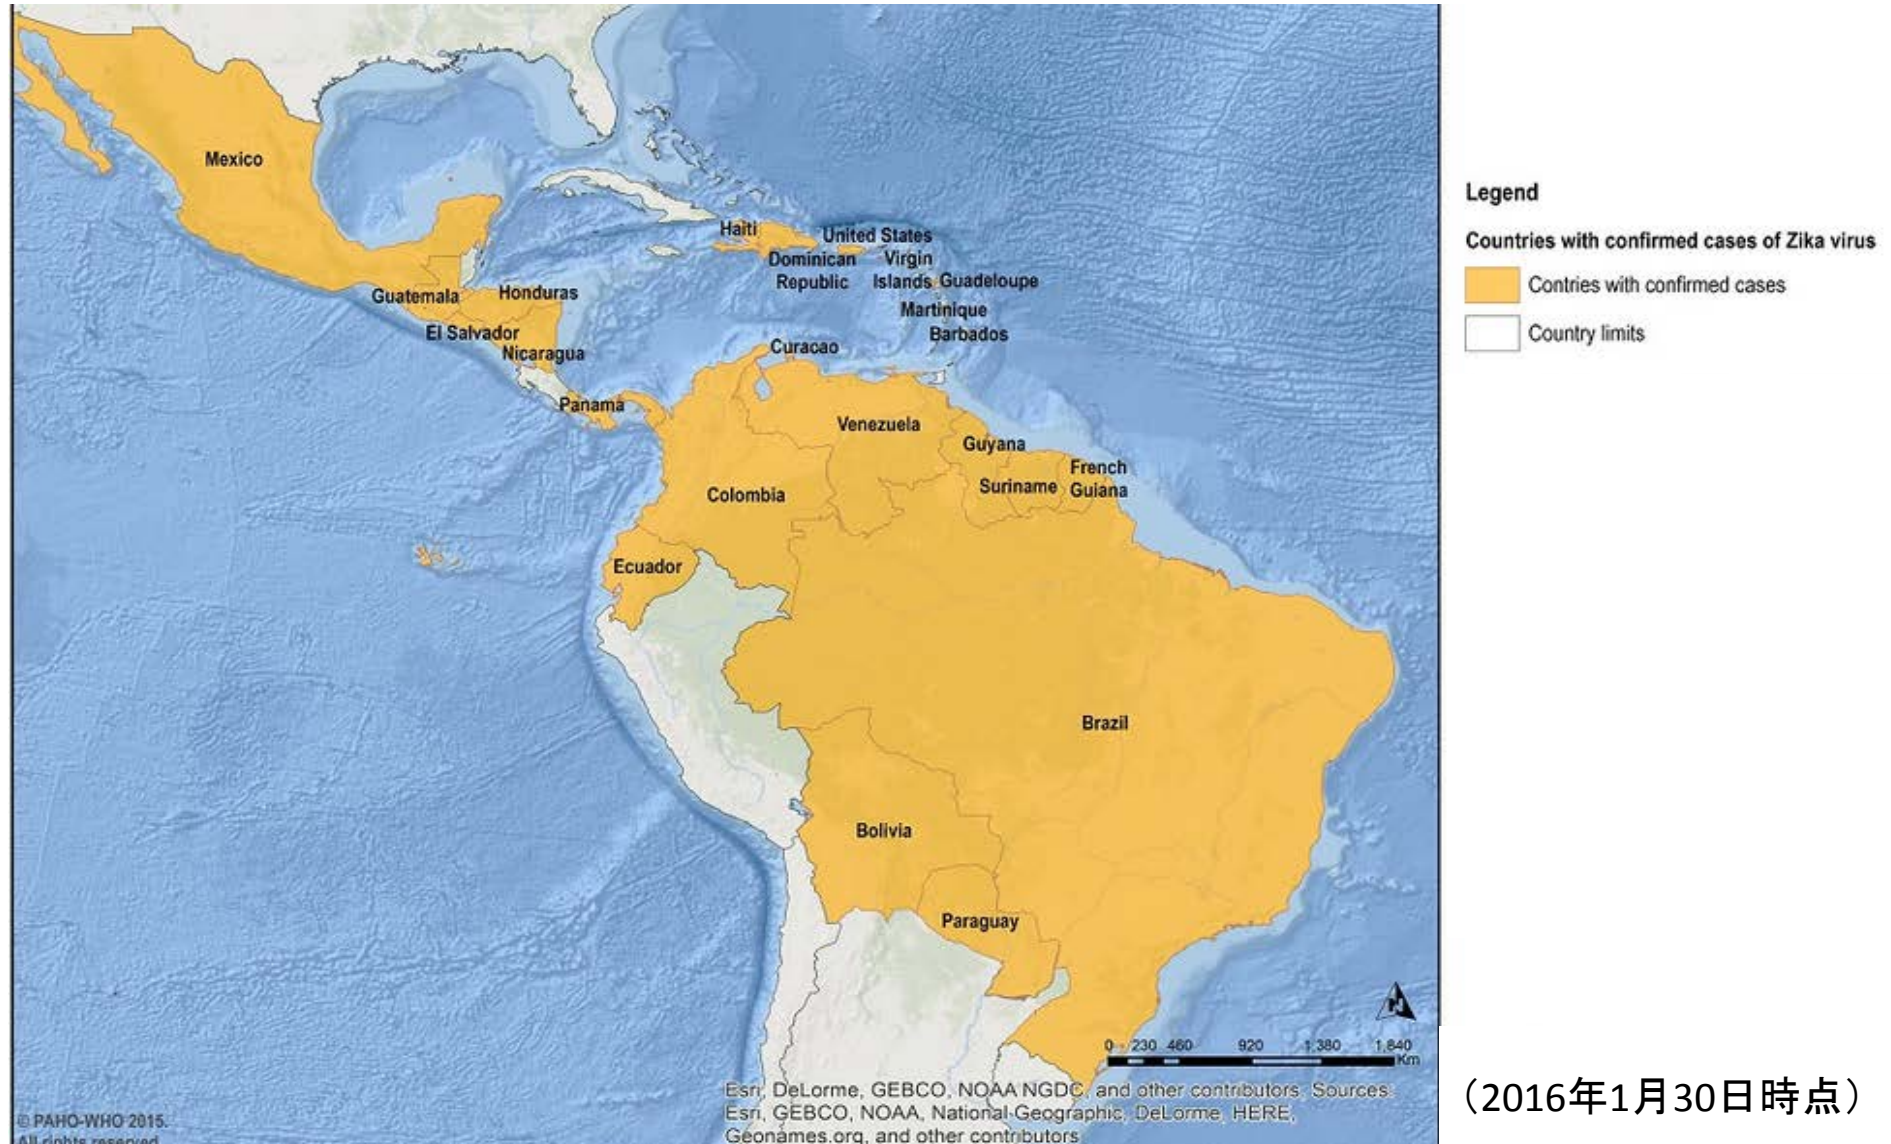 Mexico
Haiti
United States
Virgin
Islands
Dominican
Republic
Guadeloupe
Martinique
Barbados
Guatemala
Honduras
El Salvador
Nicaragua
Curacao
Panama
Venezuela
Guyana
Suriname
French
Guiana
Colombia
Ecuador
Brazil
Bolivia
Paraguay
Legend
Countries with confirmed cases of Zika virus
Contries with confirmed cases
Country limits
0 230 460 920 1,380 1,840
Km
Esri, DeLorme, GEBCO, NOAA NGDC, and other contributors. Sources:
Esri, GEBCO, NOAA, National Geographic, DeLorme, HERE,
Geonames.org, and other contributors
© PAHO-WHO 2015.
All rights reserved
（2016年1月30日時点）